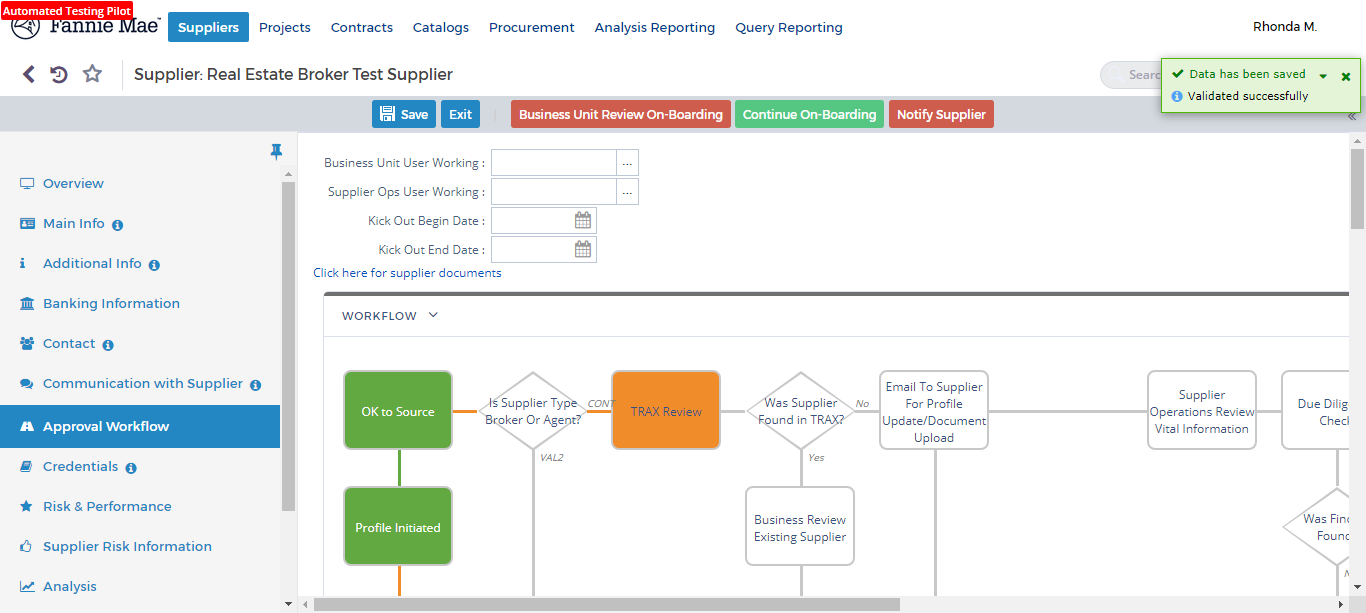 Automated Testing Pilot
Fannie Mae
Suppliers
Projects
Contracts
Catalogs
Procurement
Analysis Reporting
Query Reporting
Rhonda M.
Supplier: Real Estate Broker Test Supplier
Data has been saved
Validated successfully
Save
Exit
Business Unit Review On-Boarding
Continue On-Boarding
Notify Supplier
Overview
Main Info
Additional Info
Banking Information
Contact
Communication with Supplier
Approval Workflow
Credentials
Risk & Performance
Supplier Risk Information
Analysis
Business Unit User Working :
...
Supplier Ops User Working :
...
Kick Out Begin Date :
Kick Out End Date :
Click here for supplier documents
WORKFLOW
OK to Source
Is Supplier Type
Broker Or Agent?
CONT
VAL2
TRAX Review
Was Supplier
Found in TRAX?
No
Yes
Email To Supplier
For Profile
Update/Document
Upload
Supplier
Operations Review
Vital Information
Due Dilig
Check
Profile Initiated
Business Review
Existing Supplier
Was Find
Found